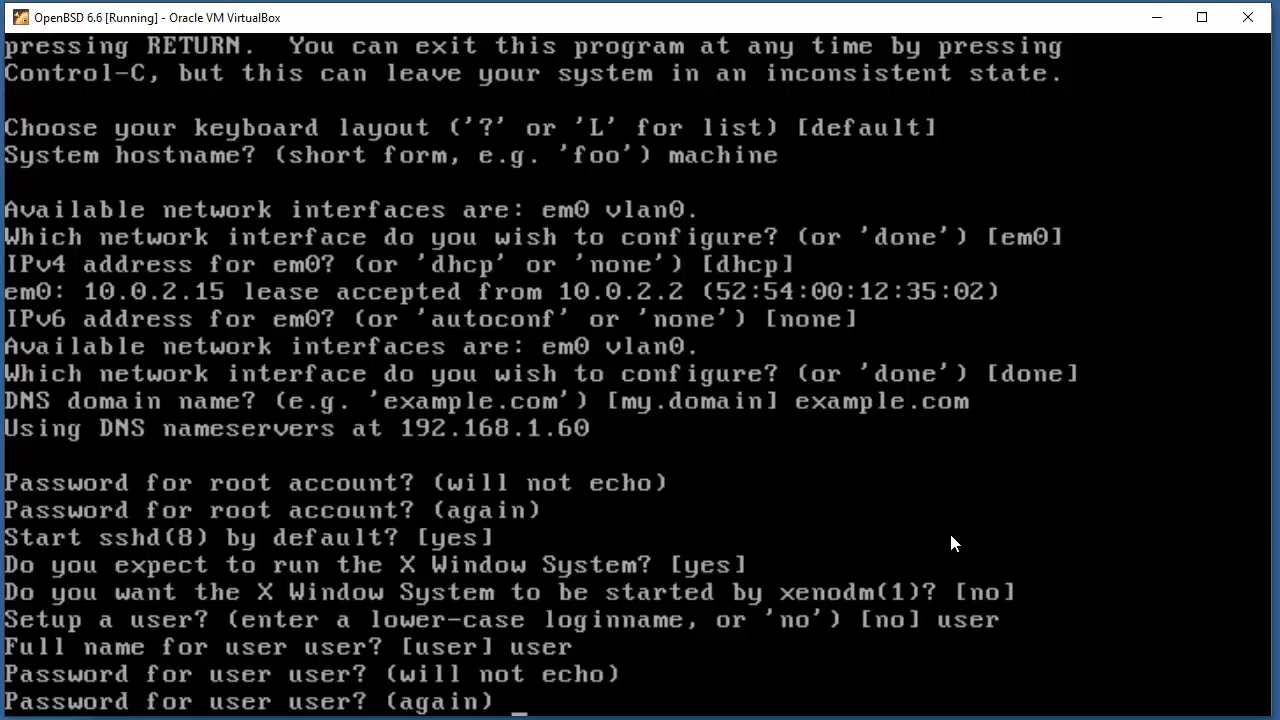 OpenBSD 6.6 [Running] - Oracle VM VirtualBox
pressing RETURN.  You can exit this program at any time by pressing
Control-C, but this can leave your system in an inconsistent state.
Choose your keyboard layout ('?' or 'L' for list) [default]
System hostname? (short form, e.g. 'foo') machine
Available network interfaces are: em0 vlan0.
Which network interface do you wish to configure? (or 'done') [em0]
IPv4 address for em0? (or 'dhcp' or 'none') [dhcp]
em0: 10.0.2.15 lease accepted from 10.0.2.2 (52:54:00:12:35:02)
IPv6 address for em0? (or 'autoconf' or 'none') [none]
Available network interfaces are: em0 vlan0.
Which network interface do you wish to configure? (or 'done') [done]
DNS domain name? (e.g. 'example.com') [my.domain] example.com
Using DNS nameservers at 192.168.1.60
Password for root account? (will not echo)
Password for root account? (again)
Start sshd(8) by default? [yes]
Do you expect to run the X Window System? [yes]
Do you want the X Window System to be started by xenodm(1)? [no]
Setup a user? (enter a lower-case loginname, or 'no') [no] user
Full name for user user? [user] user
Password for user user? (will not echo)
Password for user user? (again) _